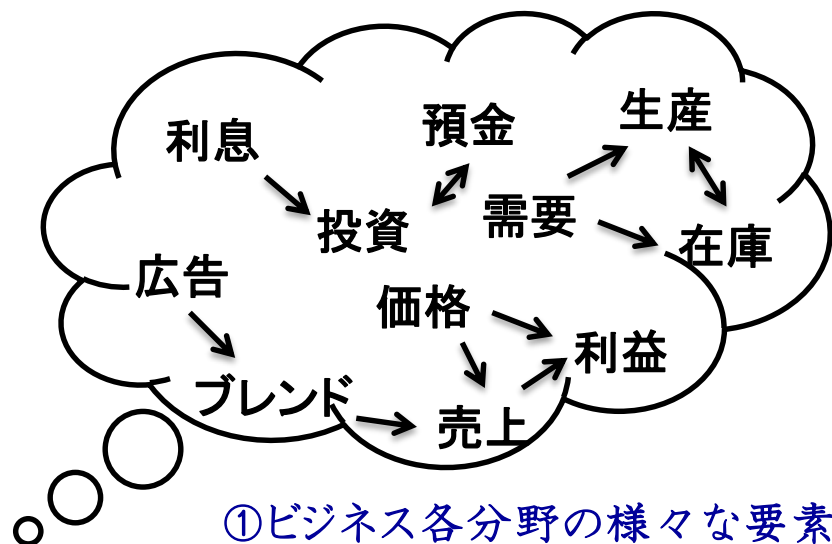 利息
預金
生産
投資
需要
在庫
広告
価格
利益
ブレンド
売上
①ビジネス各分野の様々な要素